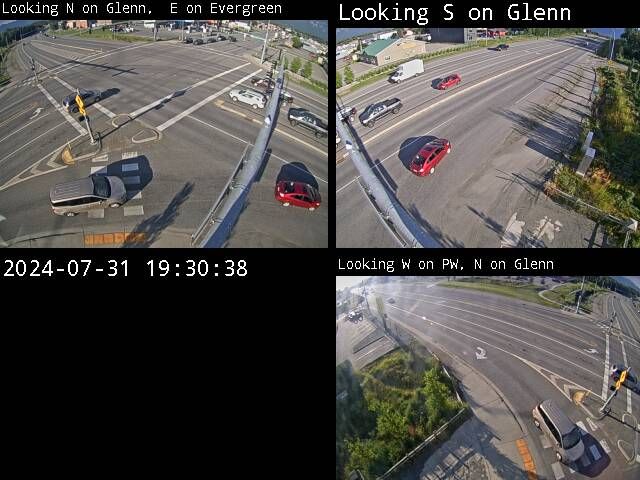 Looking N on Glenn,  E on Evergreen
Looking S on Glenn
2024-07-31 19:30:38
Looking W on PW, N on Glenn